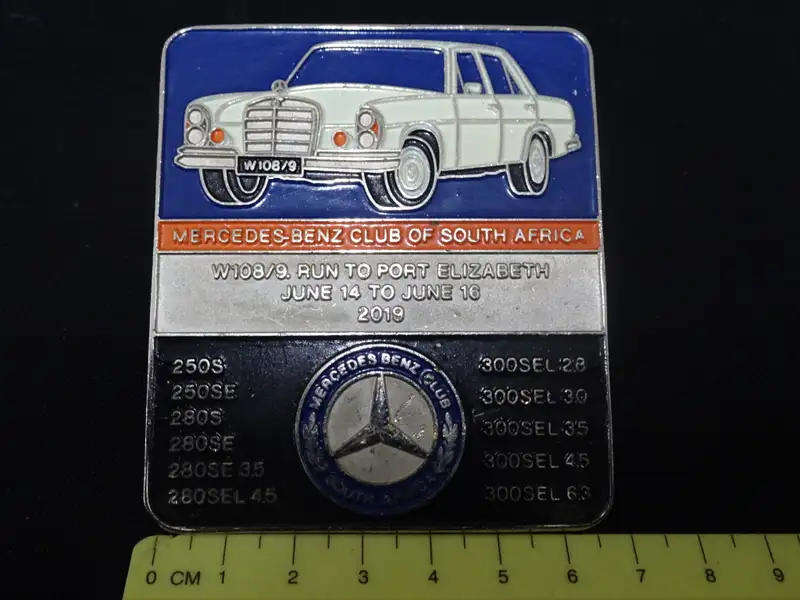 W108/9
MERCEDES-BENZ CLUB OF SOUTH AFRICA
W108/9. RUN TO PORT ELIZABETH
JUNE 14 TO JUNE 16
2019
250S
250SE
280S
280SE
280SE 3.5
280SEL 4.5
MERCEDES BENZ CLUB
SOUTH AFRICA
300SEL 2.8
300SEL 3.0
300SEL 3.5
300SEL 4.5
300SEL 6.3
0 CM 1 2 3 4 5 6 7 8 9